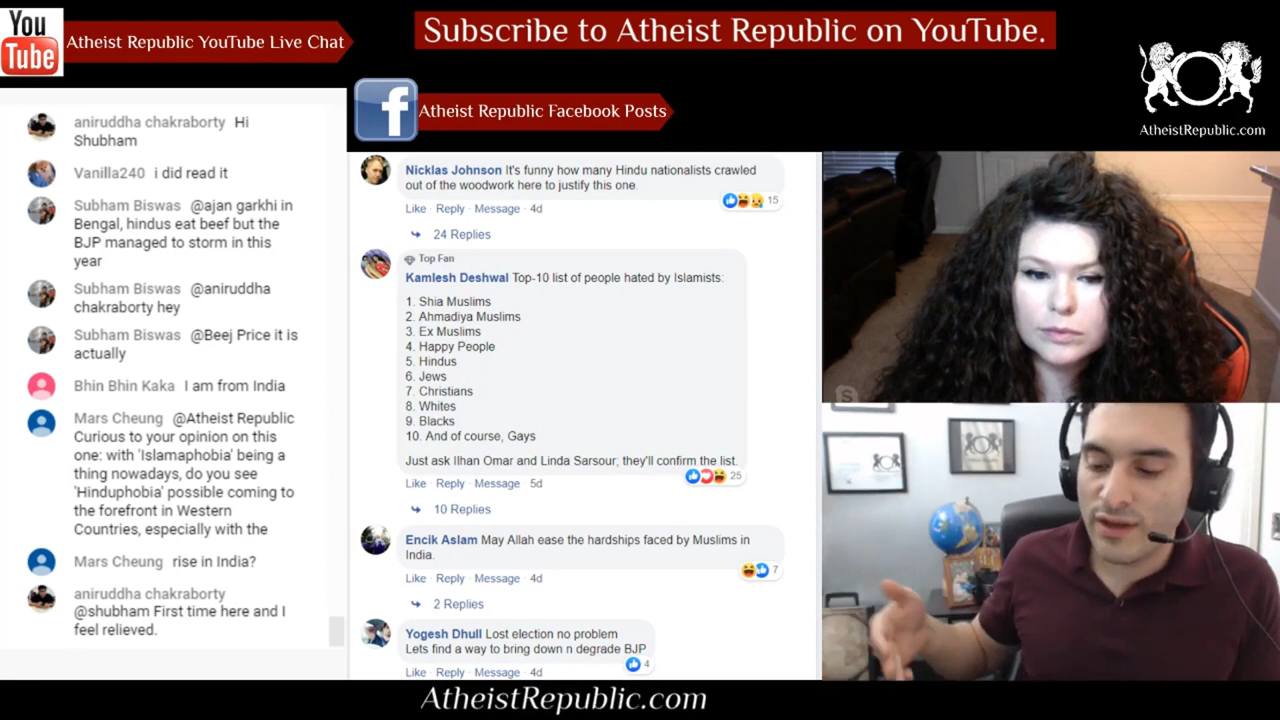 You
Tube
Atheist Republic YouTube Live Chat
Subscribe to Atheist Republic on YouTube.
AtheistRepublic.com
f
Atheist Republic Facebook Posts
aniruddha chakraborty Hi
Shubham
Vanilla240 i did read it
Subham Biswas @ajan garkhi in
Bengal, hindus eat beef but the
BJP managed to storm in this
year
Subham Biswas @aniruddha
chakraborty hey
Subham Biswas @Beej Price it is
actually
Bhin Bhin Kaka I am from India
Mars Cheung @Atheist Republic
Curious to your opinion on this
one: with 'Islamaphobia' being a
thing nowadays, do you see
'Hinduphobia' possible coming to
the forefront in Western
Countries, especially with the
Mars Cheung rise in India?
aniruddha chakraborty
@shubham First time here and I
feel relieved.
Nicklas Johnson It's funny how many Hindu nationalists crawled
out of the woodwork here to justify this one.
15
Like · Reply · Message · 4d
24 Replies
Top Fan
Kamlesh Deshwal Top-10 list of people hated by Islamists:
1. Shia Muslims
2. Ahmadiya Muslims
3. Ex Muslims
4. Happy People
5. Hindus
6. Jews
7. Christians
8. Whites
9. Blacks
10. And of course, Gays
Just ask Ilhan Omar and Linda Sarsour; they'll confirm the list.
25
Like · Reply · Message · 5d
10 Replies
Encik Aslam May Allah ease the hardships faced by Muslims in
India.
7
Like · Reply · Message · 4d
2 Replies
Yogesh Dhull Lost election no problem
Lets find a way to bring down n degrade BJP
4
Like · Reply · Message · 4d
AtheistRepublic.com